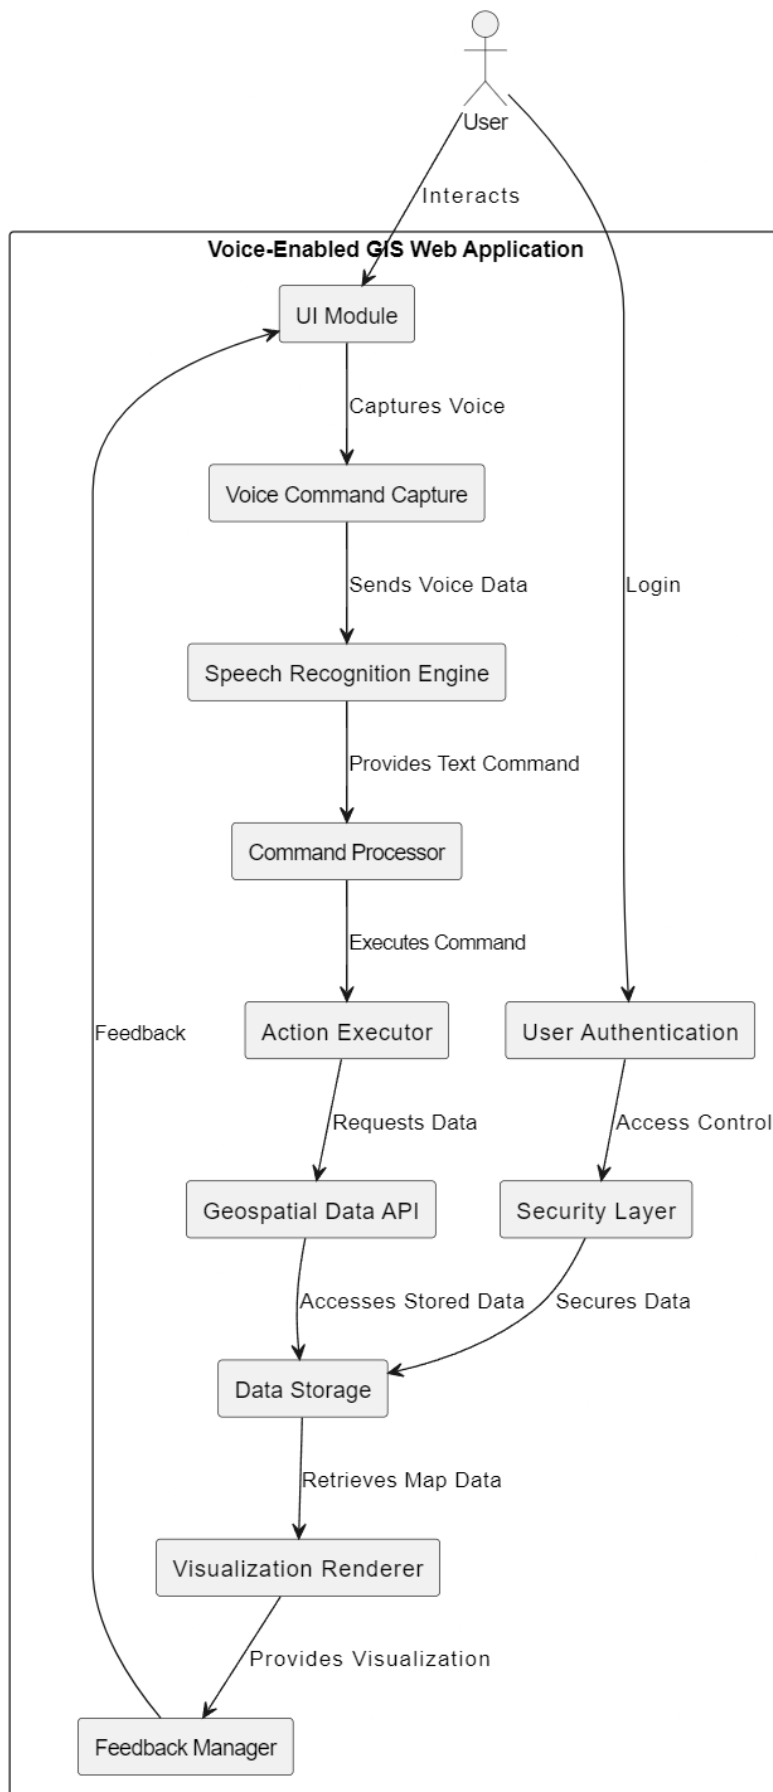 User
Interacts
Voice-Enabled GIS Web Application
UI Module
Captures Voice
Voice Command Capture
Sends Voice Data
Login
Speech Recognition Engine
Provides Text Command
Command Processor
Executes Command
Action Executor
User Authentication
Feedback
Requests Data
Access Control
Geospatial Data API
Security Layer
Accesses Stored Data
Secures Data
Data Storage
Retrieves Map Data
Visualization Renderer
Provides Visualization
Feedback Manager